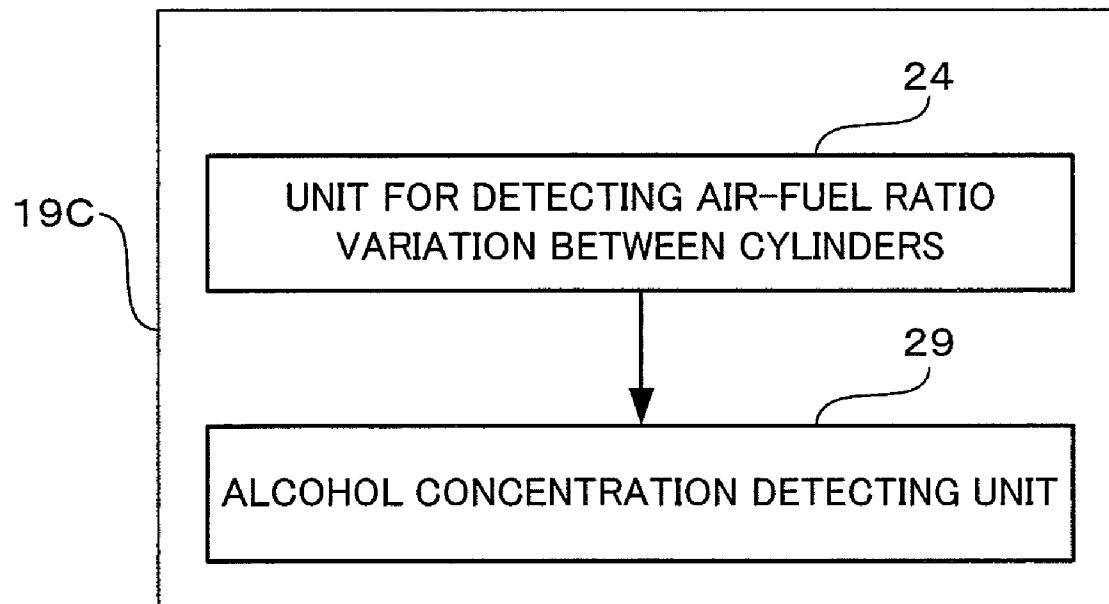 24
UNIT FOR DETECTING AIR-FUEL RATIO
VARIATION BETWEEN CYLINDERS
19C
29
ALCOHOL CONCENTRATION DETECTING UNIT